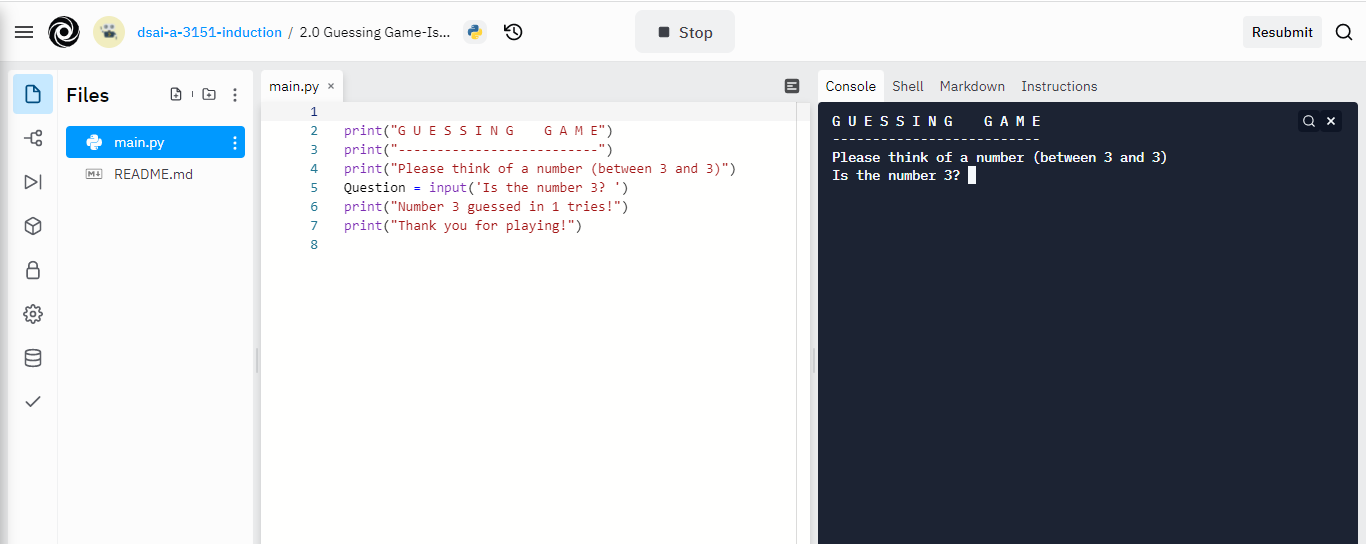 dsai-a-3151-induction / 2.0 Guessing Game-Is...
Stop
Resubmit
Files
main.py
README.md
main.py ×
1
2 print("G U E S S I N G    G A M E")
3 print("--------------------------")
4 print("Please think of a number (between 3 and 3)")
5 Question = input('Is the number 3? ')
6 print("Number 3 guessed in 1 tries!")
7 print("Thank you for playing!")
8
Console Shell Markdown Instructions
G U E S S I N G    G A M E
--------------------------
Please think of a number (between 3 and 3)
Is the number 3?